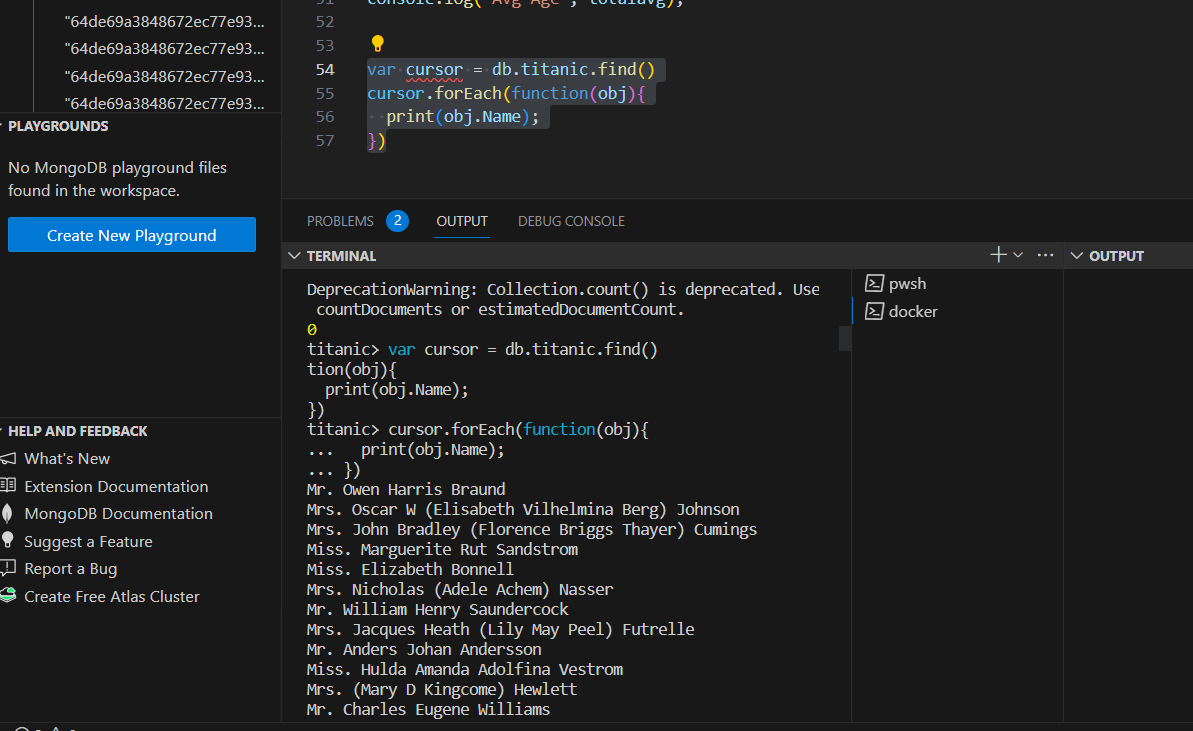 "64de69a3848672ec77e93...
"64de69a3848672ec77e93...
"64de69a3848672ec77e93...
"64de69a3848672ec77e93...
PLAYGROUNDS
No MongoDB playground files
found in the workspace.
Create New Playground
HELP AND FEEDBACK
What's New
Extension Documentation
MongoDB Documentation
Suggest a Feature
Report a Bug
Create Free Atlas Cluster
51 console.log("Avg Age", totalavg);
52
53
54 var cursor = db.titanic.find()
55 cursor.forEach(function(obj){
56 print(obj.Name);
57 })
PROBLEMS 2 OUTPUT DEBUG CONSOLE
TERMINAL
DeprecationWarning: Collection.count() is deprecated. Use
countDocuments or estimatedDocumentCount.
0
titanic> var cursor = db.titanic.find()
tion(obj){
print(obj.Name);
})
titanic> cursor.forEach(function(obj){
... print(obj.Name);
... })
Mr. Owen Harris Braund
Mrs. Oscar W (Elisabeth Vilhelmina Berg) Johnson
Mrs. John Bradley (Florence Briggs Thayer) Cumings
Miss. Marguerite Rut Sandstrom
Miss. Elizabeth Bonnell
Mrs. Nicholas (Adele Achem) Nasser
Mr. William Henry Saundercock
Mrs. Jacques Heath (Lily May Peel) Futrelle
Mr. Anders Johan Andersson
Miss. Hulda Amanda Adolfina Vestrom
Mrs. (Mary D Kingcome) Hewlett
Mr. Charles Eugene Williams
pwsh
docker
OUTPUT